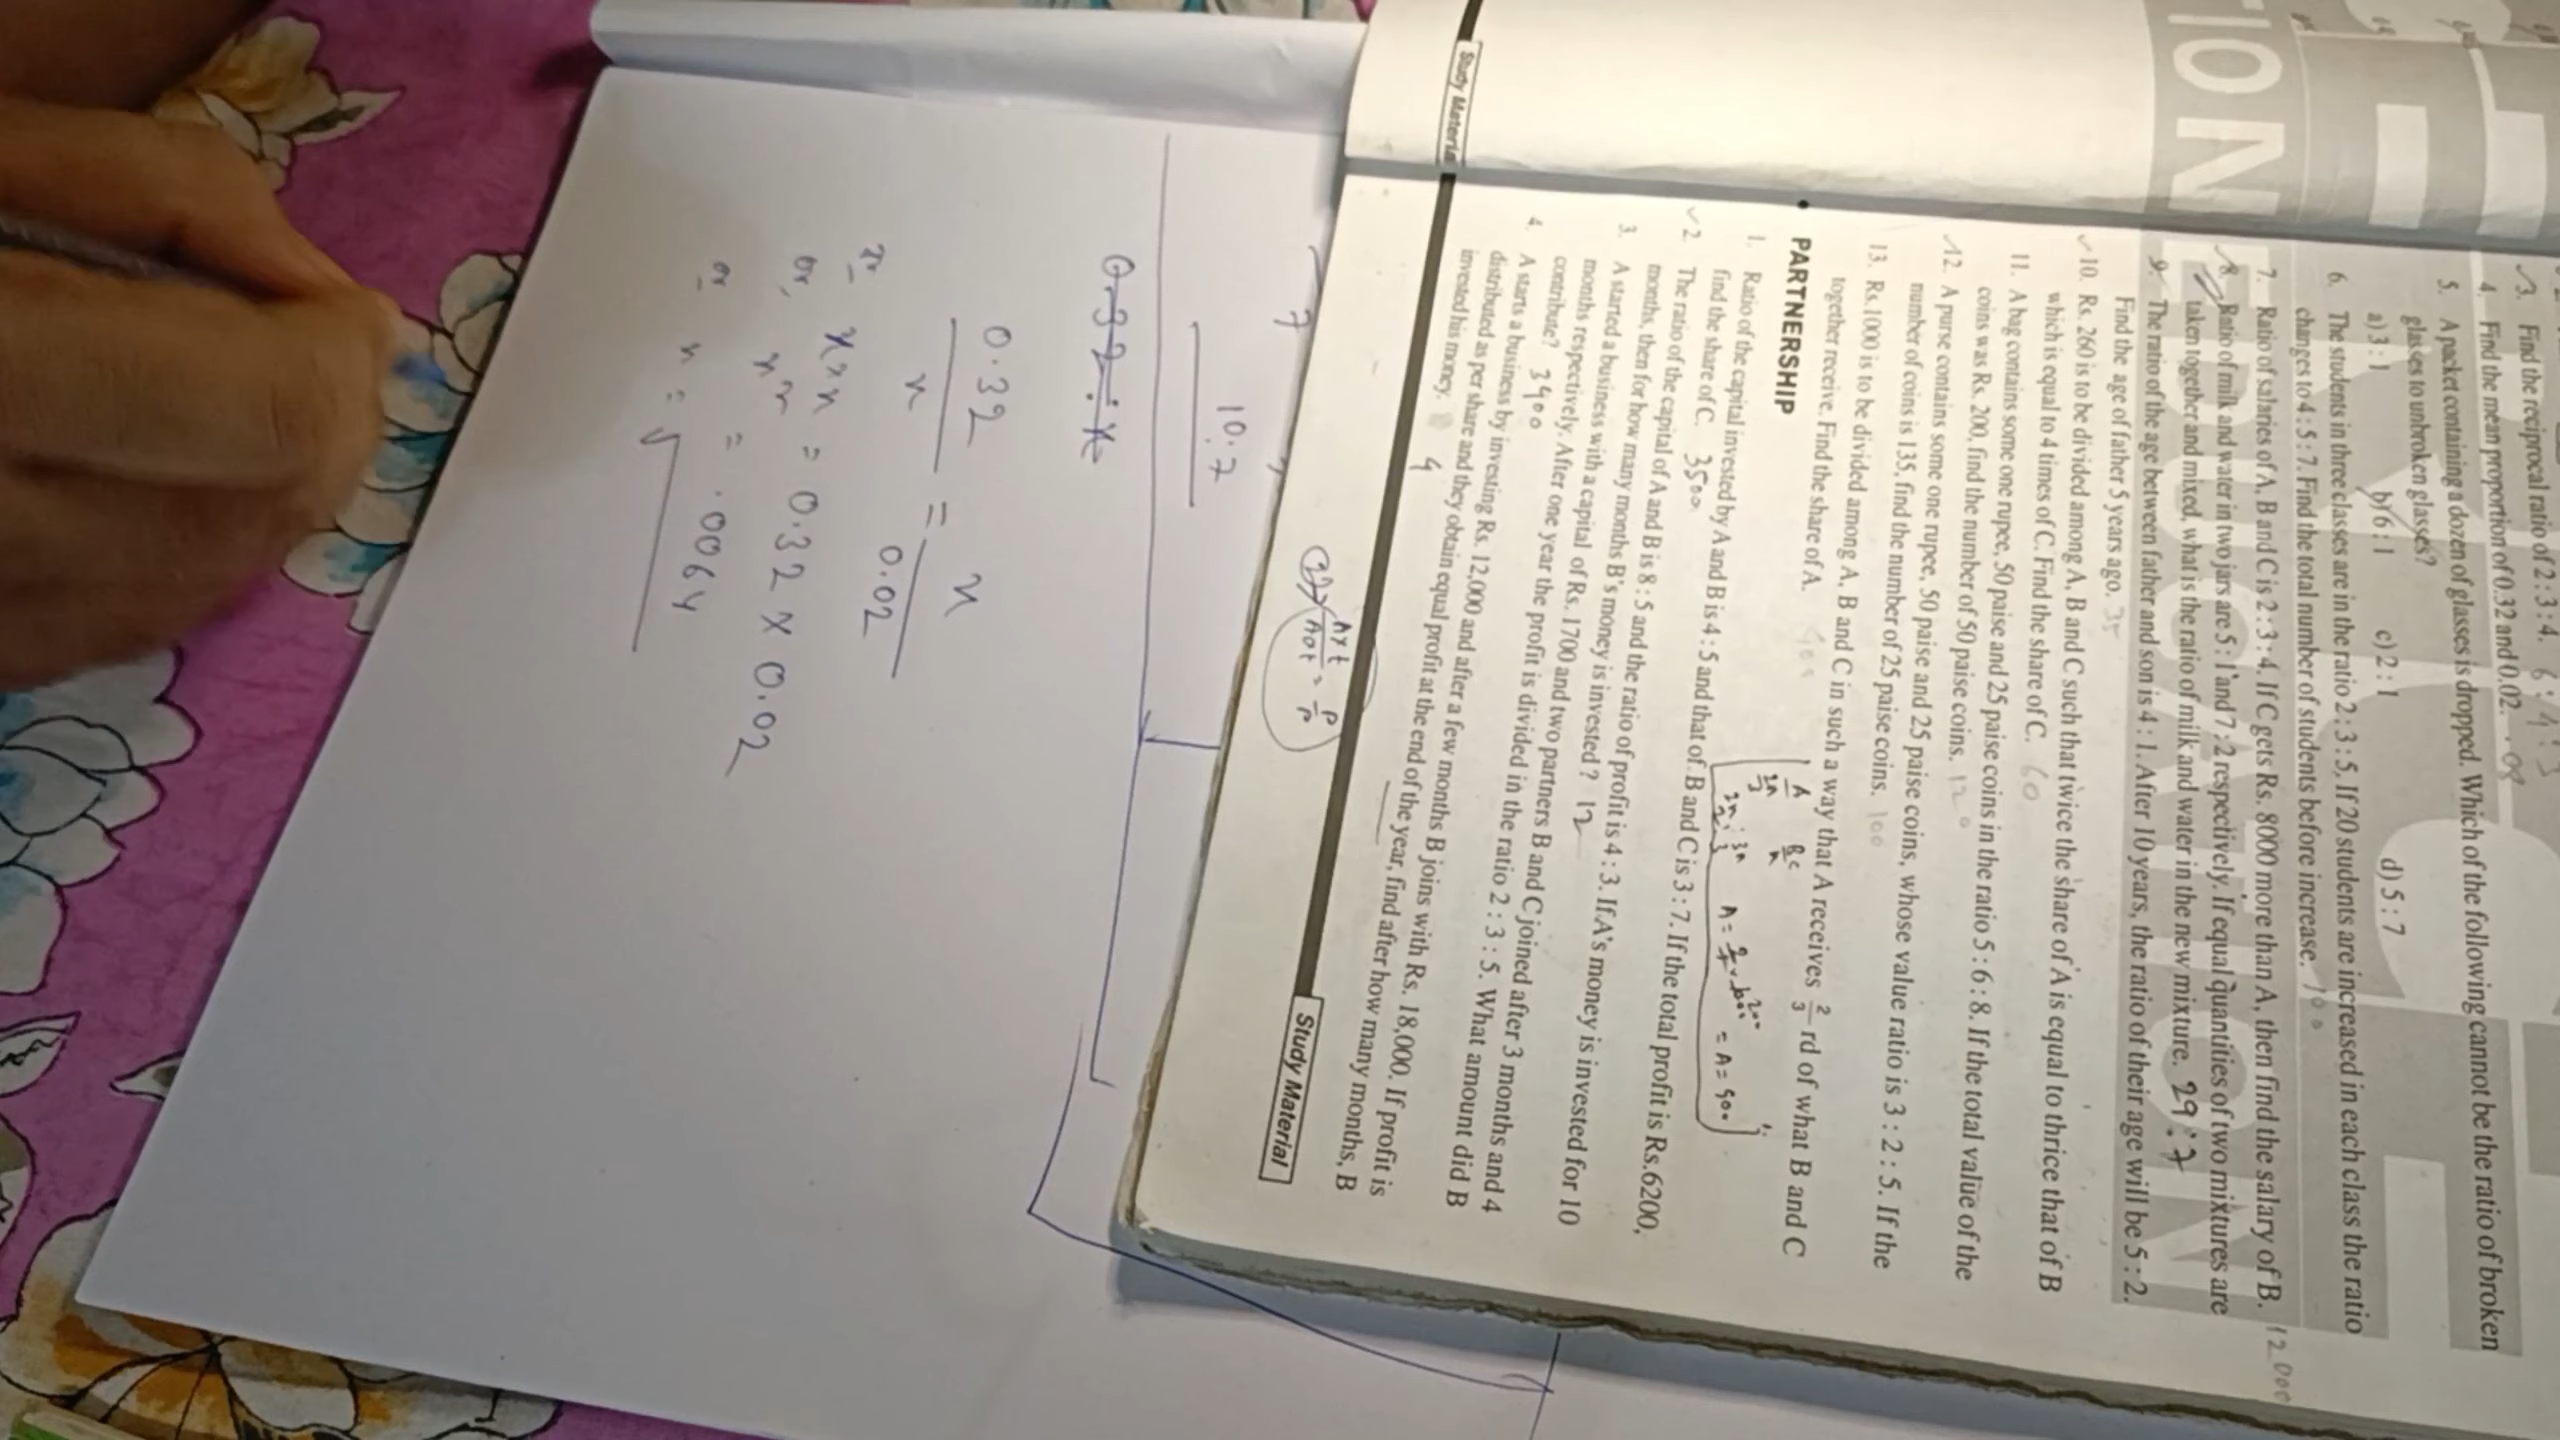 3. Find the reciprocal ratio of 2 : 3 : 4. 6 : 4 : 3
4. Find the mean proportion of 0.32 and 0.02. .08
5. A packet containing a dozen of glasses is dropped. Which of the following cannot be the ratio of broken
glasses to unbroken glasses?
a) 3 : 1 b) 6 : 1 c) 2 : 1 d) 5 : 7
6. The students in three classes are in the ratio 2 : 3 : 5. If 20 students are increased in each class the ratio
changes to 4 : 5 : 7. Find the total number of students before increase. 100
7. Ratio of salaries of A, B and C is 2 : 3 : 4. If C gets Rs. 8000 more than A, then find the salary of B. 12000
8. Ratio of milk and water in two jars are 5 : 1 and 7 : 2 respectively. If equal quantities of two mixtures are
taken together and mixed, what is the ratio of milk and water in the new mixture. 29 : 7
9. The ratio of the age between father and son is 4 : 1. After 10 years, the ratio of their age will be 5 : 2.
Find the age of father 5 years ago. 35
10. Rs. 260 is to be divided among A, B and C such that twice the share of A is equal to thrice that of B
which is equal to 4 times of C. Find the share of C. 60
11. A bag contains some one rupee, 50 paise and 25 paise coins in the ratio 5 : 6 : 8. If the total value of the
coins was Rs. 200, find the number of 50 paise coins. 120
12. A purse contains some one rupee, 50 paise and 25 paise coins, whose value ratio is 3 : 2 : 5. If the
number of coins is 135, find the number of 25 paise coins. 100
13. Rs.1000 is to be divided among A, B and C in such a way that A receives 2/3 rd of what B and C
together receive. Find the share of A. 400
• PARTNERSHIP
1. Ratio of the capital invested by A and B is 4 : 5 and that of B and C is 3 : 7. If the total profit is Rs.6200,
find the share of C. 3500
2. The ratio of the capital of A and B is 8 : 5 and the ratio of profit is 4 : 3. If A's money is invested for 10
months, then for how many months B's money is invested? 12
3. A started a business with a capital of Rs. 1700 and two partners B and C joined after 3 months and 4
months respectively. After one year the profit is divided in the ratio 2 : 3 : 5. What amount did B
contribute? 3400
4. A starts a business by investing Rs. 12,000 and after a few months B joins with Rs. 18,000. If profit is
distributed as per share and they obtain equal profit at the end of the year, find after how many months, B
invested his money. 4
Study Material
Study Material
10.7
0.32 ÷ x
0.32/x = x/0.02
or x × x = 0.32 × 0.02
or, x² = .0064
or x = √